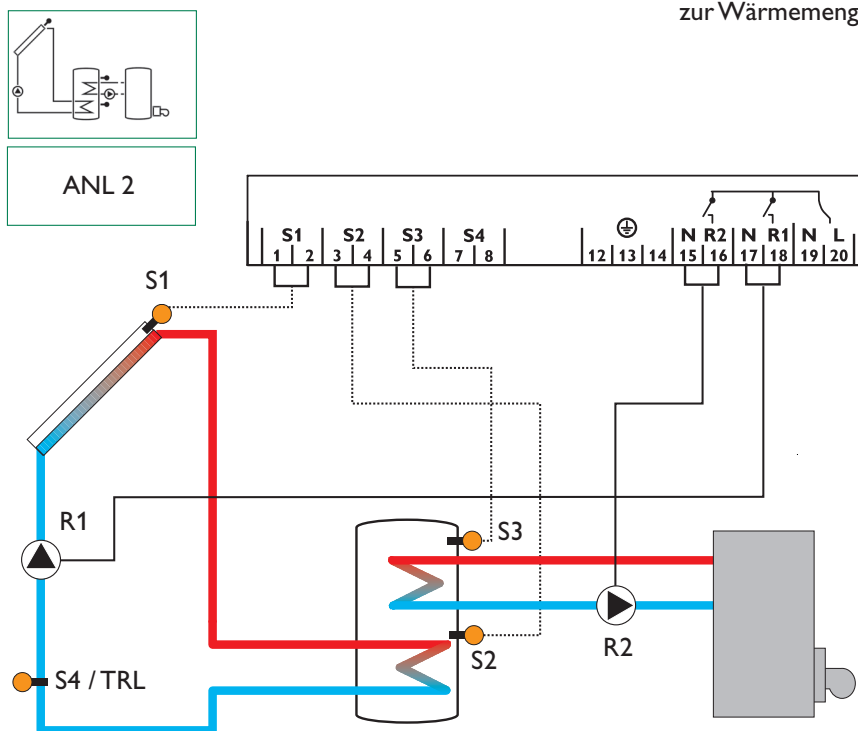 zur Wärmemeng
ANL 2
S1 S2 S3 S4 N R2 N R1 N L
1 2 3 4 5 6 7 8 12 13 14 15 16 17 18 19 20
S1
R1
S3
S2
R2
S4 / TRL